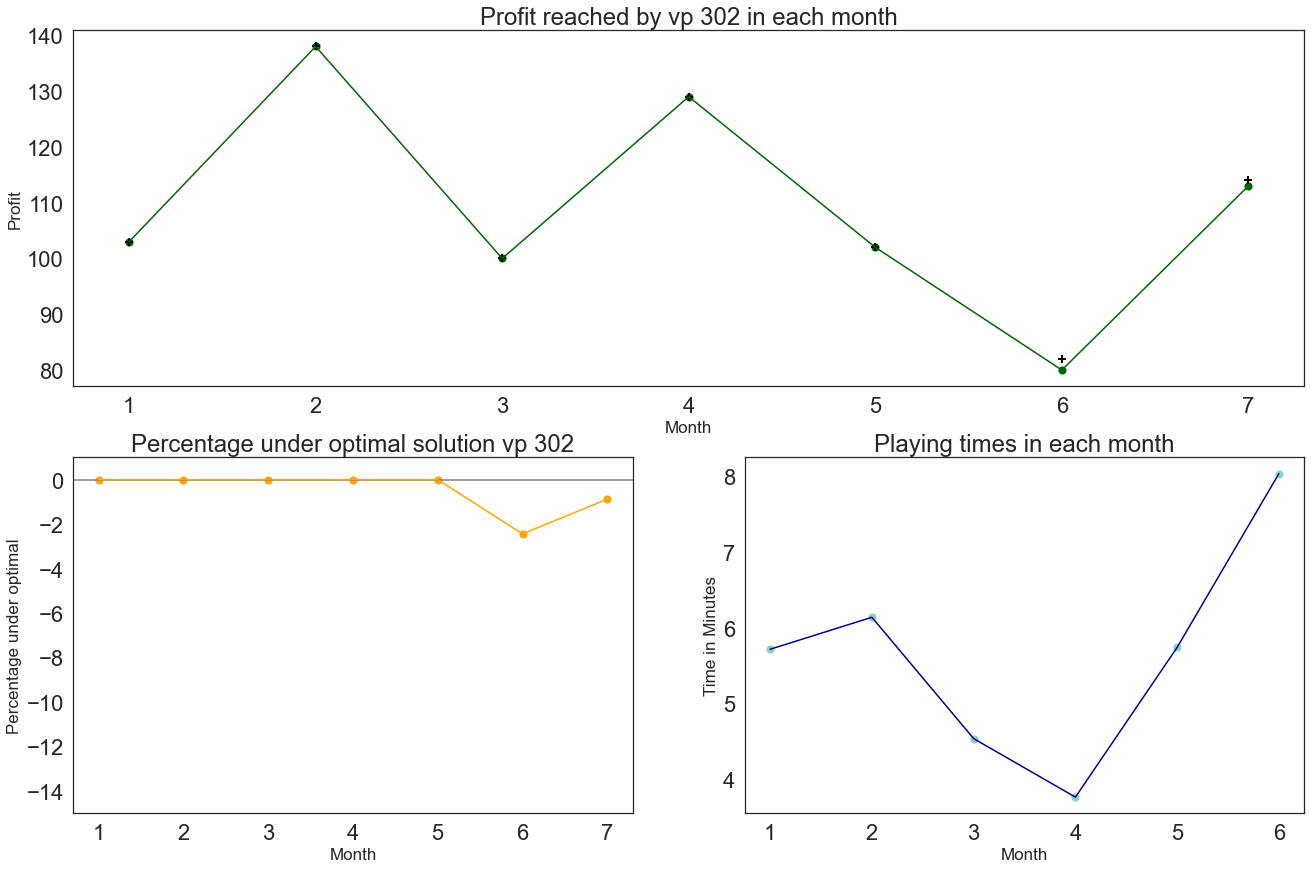 Profit reached by vp 302 in each month
140
130
120
110
100
90
80
Profit
1 2 3 4 5 6 7
Month
Percentage under optimal solution vp 302
0
−2
−4
−6
−8
−10
−12
−14
Percentage under optimal
1 2 3 4 5 6 7
Month
Playing times in each month
8
7
6
5
4
Time in Minutes
1 2 3 4 5 6
Month